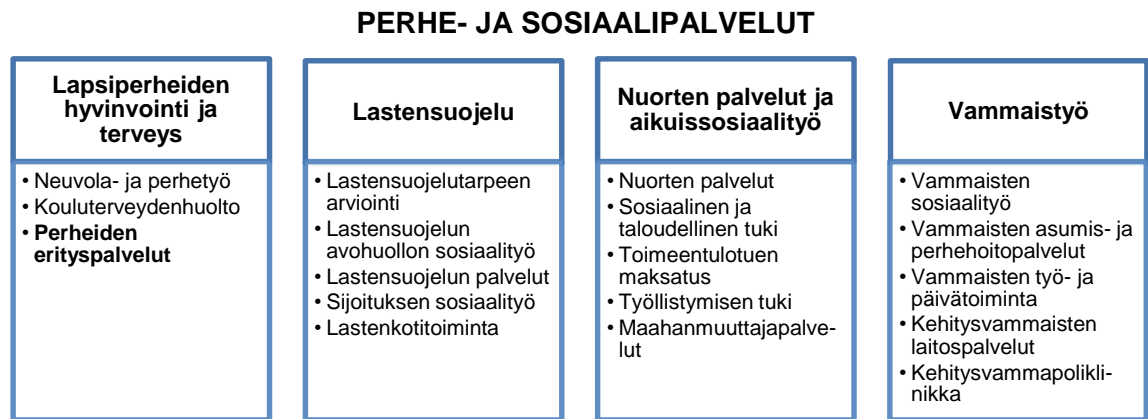 PERHE- JA SOSIAALIPALVELUT
Lapsiperheiden
hyvinvointi ja
terveys
• Neuvola- ja perhetyö
• Kouluterveydenhuolto
• Perheiden
erityspalvelut
Lastensuojelu
• Lastensuojelutarpeen
arviointi
• Lastensuojelun
avohuollon sosiaalityö
• Lastensuojelun palvelut
• Sijoituksen sosiaalityö
• Lastenkotitoiminta
Nuorten palvelut ja
aikuissosiaalityö
• Nuorten palvelut
• Sosiaalinen ja
taloudellinen tuki
• Toimeentulotuen
maksatus
• Työllistymisen tuki
• Maahanmuuttajapalve-
lut
Vammaistyö
• Vammaisten
sosiaalityö
• Vammaisten asumis- ja
perhehoitopalvelut
• Vammaisten työ- ja
päivätoiminta
• Kehitysvammaisten
laitospalvelut
• Kehitysvammapolikli-
nikka